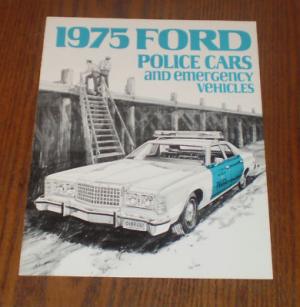 1975 FORD
POLICE CARS
and emergency
VEHICLES